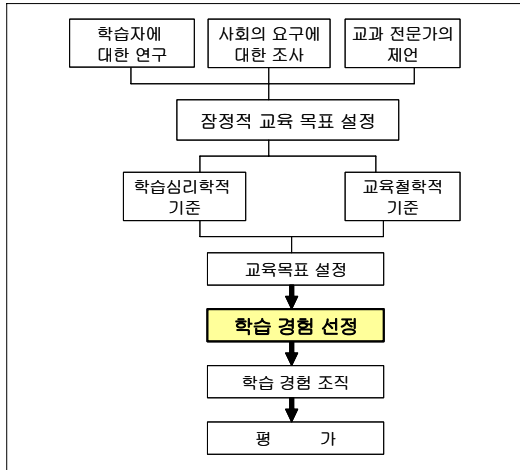 학습자에
대한 연구
사회의 요구에
대한 조사
교과 전문가의
제언
잠정적 교육 목표 설정
학습심리학적
기준
교육철학적
기준
교육목표 설정
학습 경험 선정
학습 경험 조직
평 가